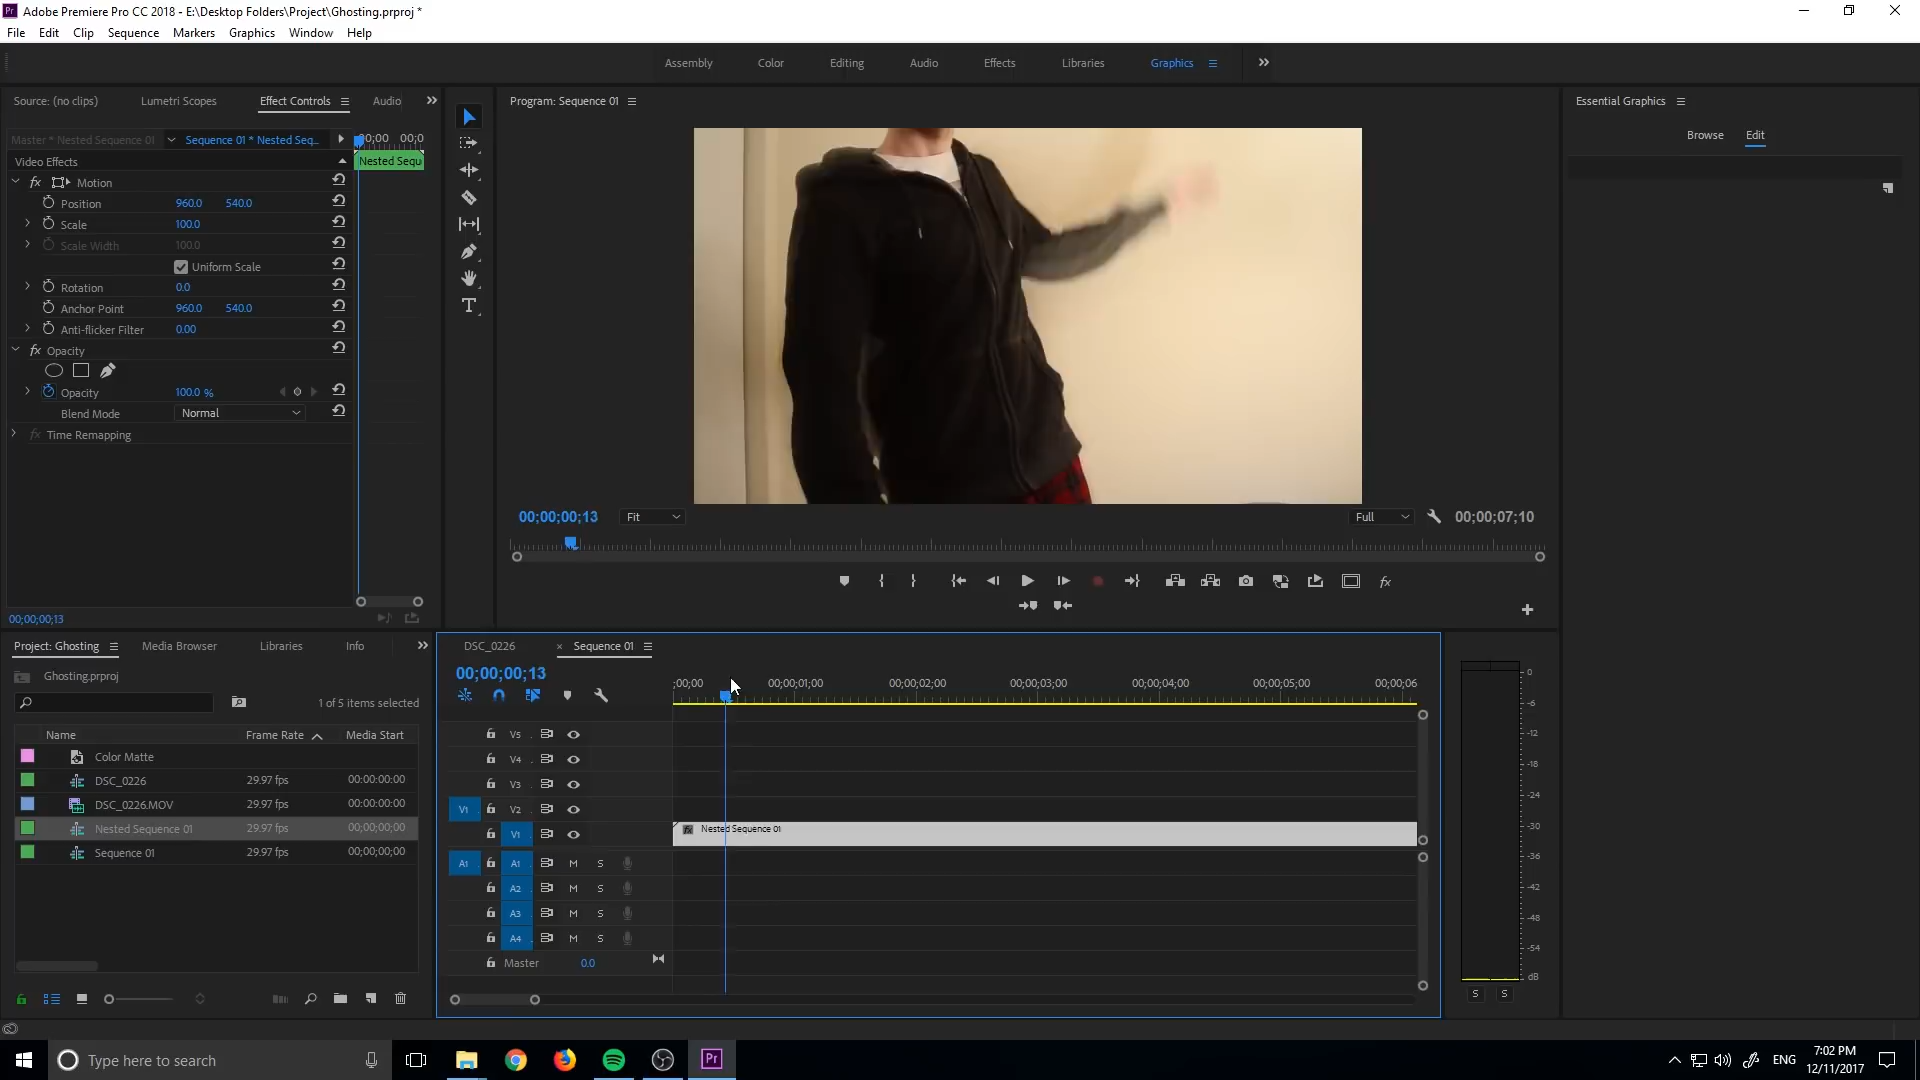 Adobe Premiere Pro CC 2018 - E:\Desktop Folders\Project\Ghosting.prproj *
File Edit Clip Sequence Markers Graphics Window Help
Assembly Color Editing Audio Effects Libraries Graphics
Source: (no clips) Lumetri Scopes Effect Controls Audio
Program: Sequence 01
Essential Graphics
Browse Edit
Master * Nested Sequence 01 Sequence 01 * Nested Seq... 00;00 00;0
Video Effects Nested Sequ
fx Motion
Position 960.0 540.0
Scale 100.0
Scale Width 100.0
Uniform Scale
Rotation 0.0
Anchor Point 960.0 540.0
Anti-flicker Filter 0.00
fx Opacity
Opacity 100.0 %
Blend Mode Normal
fx Time Remapping
00;00;00;13
00;00;00;13 Fit Full 00;00;07;10
fx
Project: Ghosting Media Browser Libraries Info
Ghosting.prproj
1 of 5 items selected
Name Frame Rate Media Start
Color Matte
DSC_0226 29.97 fps 00:00:00:00
DSC_0226.MOV 29.97 fps 00:00:00:00
Nested Sequence 01 29.97 fps 00;00;00;00
Sequence 01 29.97 fps 00;00;00;00
DSC_0226 × Sequence 01
00;00;00;13
;00;00 00;00;01;00 00;00;02;00 00;00;03;00 00;00;04;00 00;00;05;00 00;00;06
V5
V4
V3
V1 V2
V1 fx Nested Sequence 01
A1 A1 M S
A2 M S
A3 M S
A4 M S
Master 0.0
0
-6
-12
-18
-24
-30
-36
-42
-48
-54
dB
S S
Type here to search
Pr
ENG
7:02 PM
12/11/2017